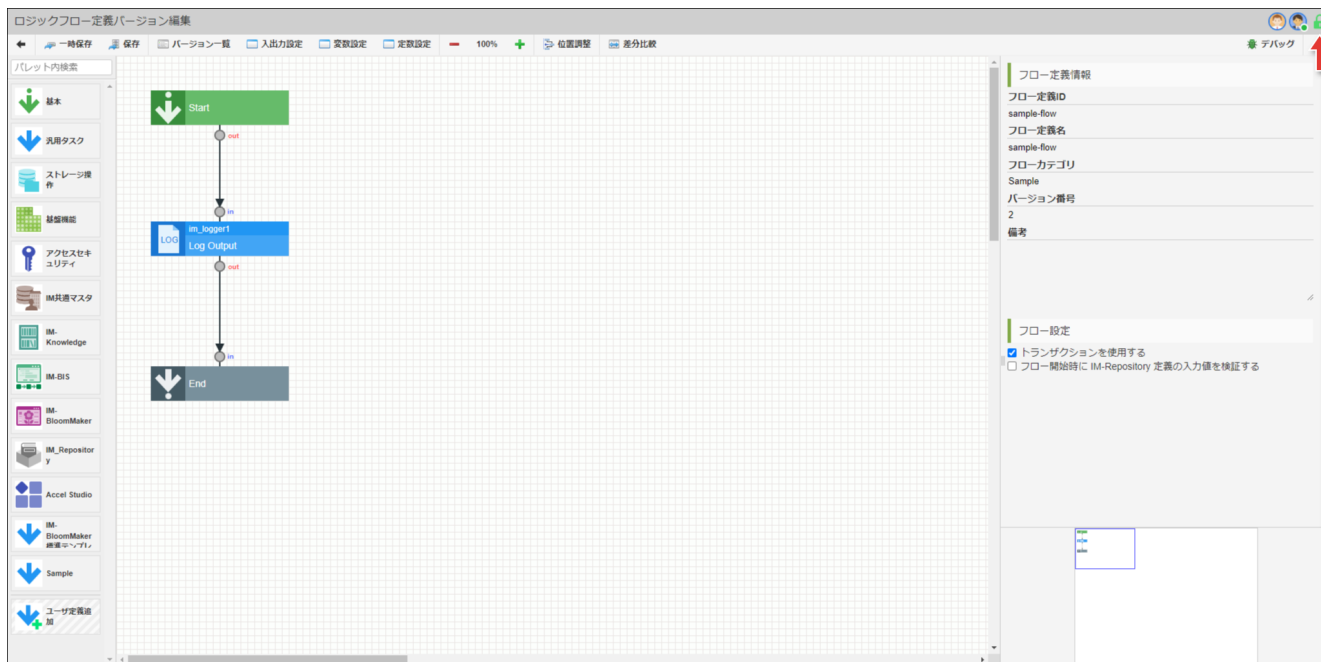 ロジックフロー定義バージョン編集
一時保存 保存 バージョン一覧 入出力設定 変数設定 定数設定 100% 位置調整 差分比較 デバッグ
パレット内検索
基本
汎用タスク
ストレージ操
作
基盤機能
アクセスセキ
ュリティ
IM共通マスタ
IM-
Knowledge
IM-BIS
IM-
BloomMaker
IM_Repositor
y
Accel Studio
IM-
BloomMaker
標準テンプレ
Sample
ユーザ定義追
加
Start
out
in
im_logger1
LOG
Log Output
out
in
End
フロー定義情報
フロー定義ID
sample-flow
フロー定義名
sample-flow
フローカテゴリ
Sample
バージョン番号
2
備考
フロー設定
トランザクションを使用する
フロー開始時に IM-Repository 定義の入力値を検証する